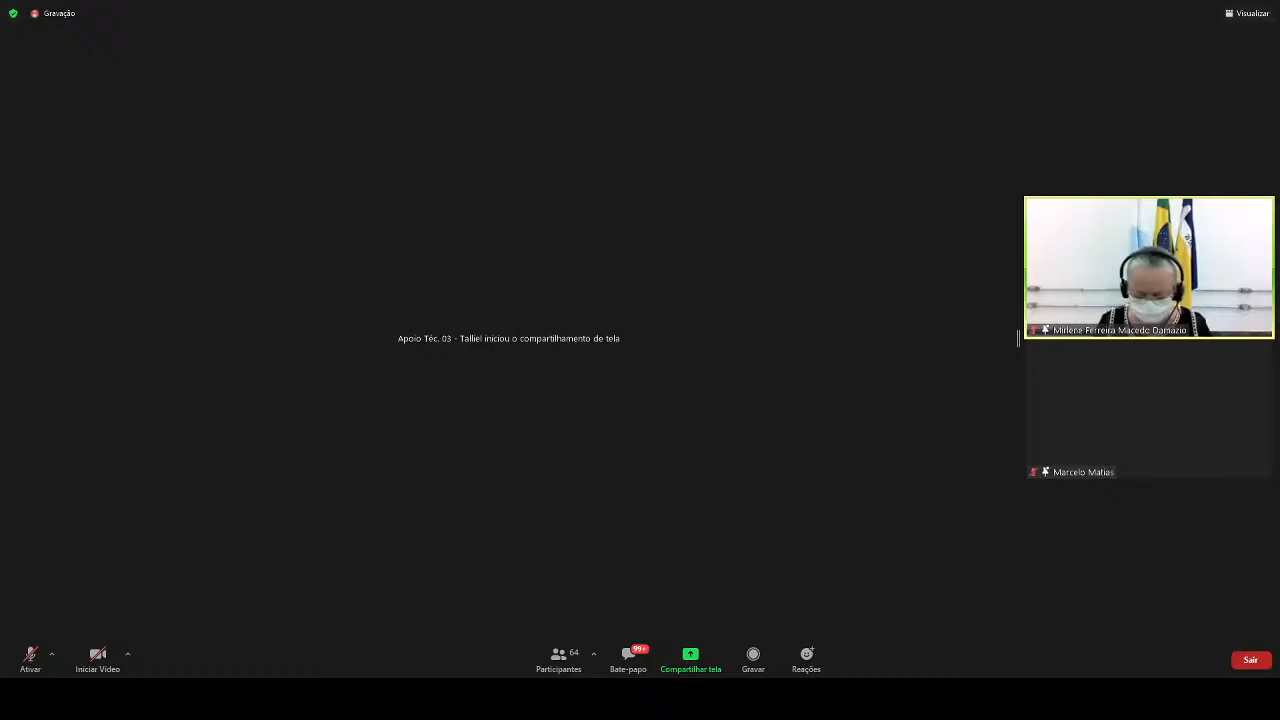 Gravação
Visualizar
Mirlene Ferreira Macedo Damazio
Apoio Téc. 03 - Talliel iniciou o compartilhamento de tela
Marcelo Matias
Ativar
Iniciar Vídeo
64
Participantes
99+
Bate-papo
Compartilhar tela
Gravar
Reações
Sair